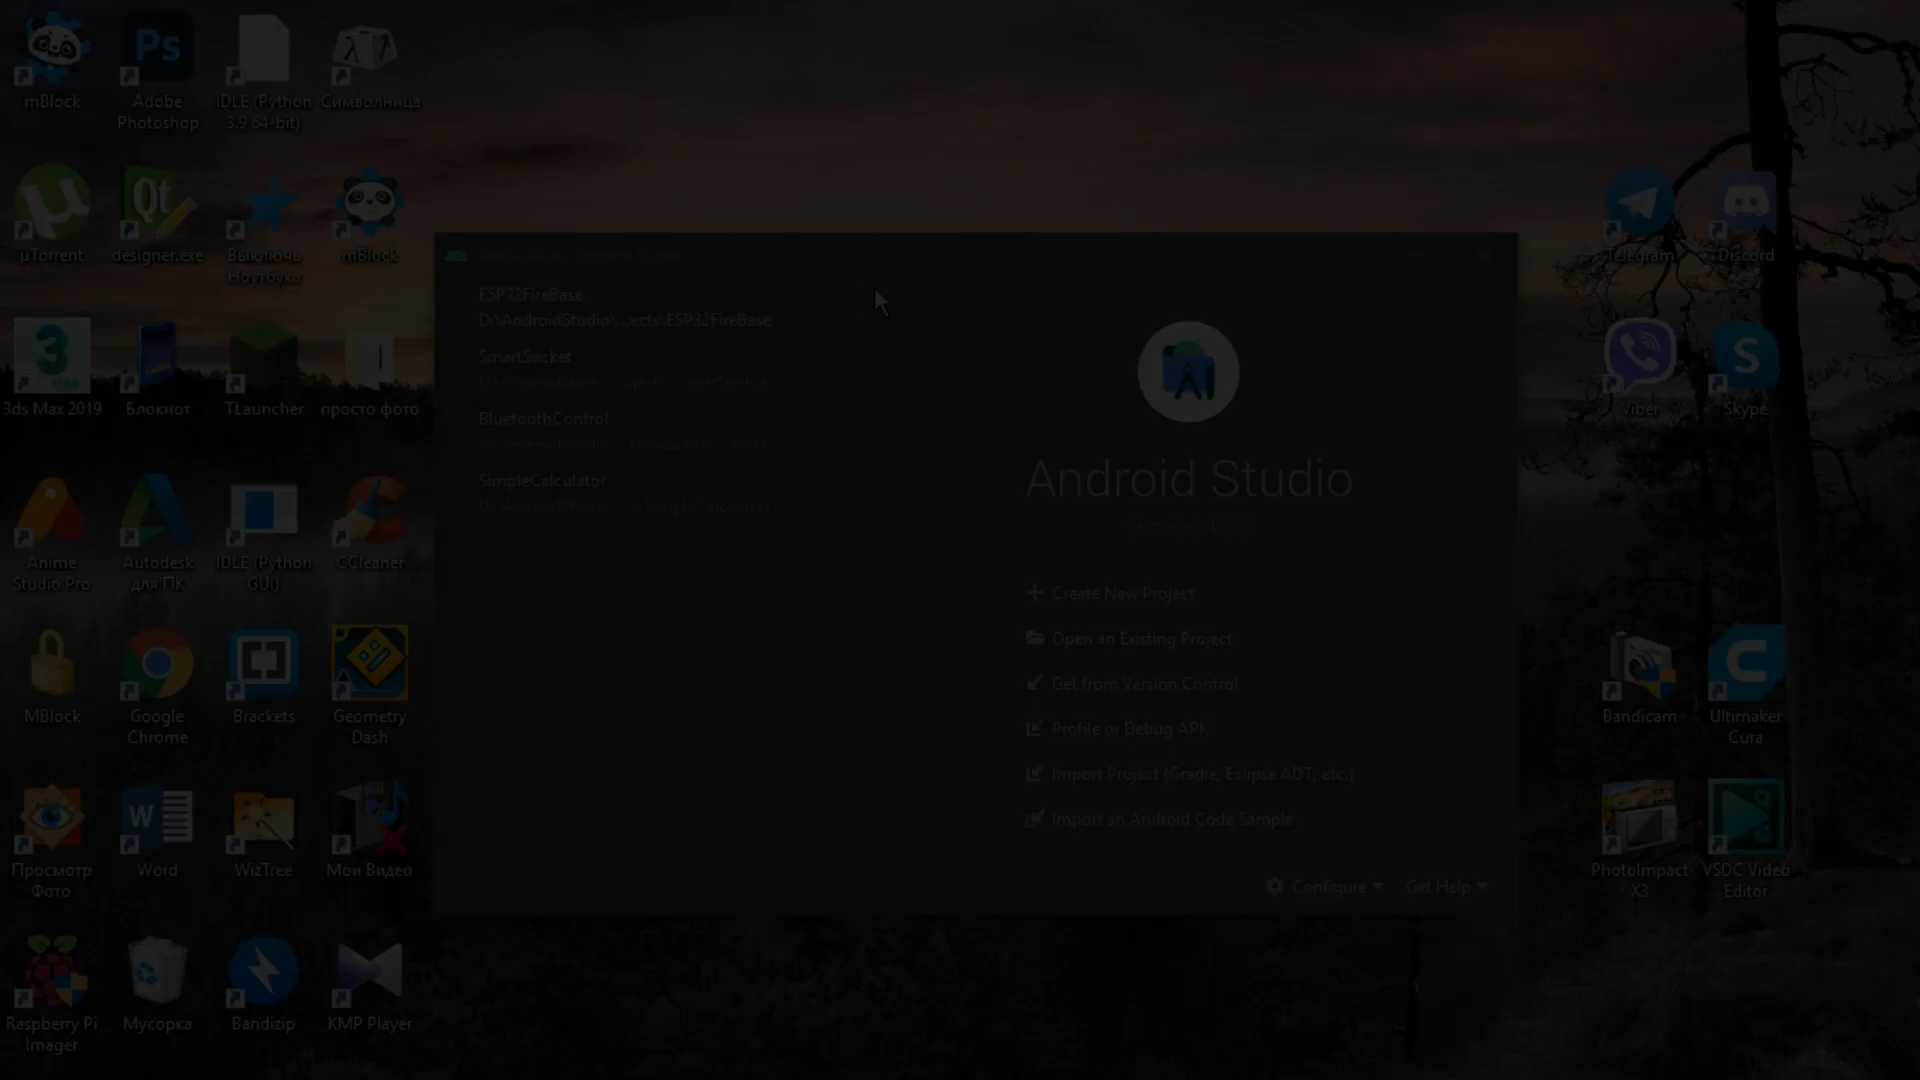 mBlock
Adobe
Photoshop
IDLE (Python
3.9 64-bit)
Символница
µTorrent
designer.exe
Выключе
Ноутбука
mBlock
3ds Max 2019
Блокнот
TLauncher
просто фото
Anime
Studio Pro
Autodesk
для ПК
IDLE (Python
GUI)
CCleaner
MBlock
Google
Chrome
Brackets
Geometry
Dash
Просмотр
Фото
Word
WizTree
Мои Видео
Raspberry Pi
Imager
Мусорка
Bandizip
KMP Player
ESP32FireBase
D:\AndroidStudio\...ects\ESP32FireBase
SmartSucket
BluetoothControl
SimpleCalculator
Android Studio
Create New Project
Open an Existing Project
Get from Version Control
Profile or Debug APK
Import Project (Gradle, Eclipse ADT, etc.)
Import an Android Code Sample
Configure
Get Help
Telegram
Discord
Viber
Skype
Bandicam
Ultimaker
Cura
PhotoImpact
X3
VSDC Video
Editor